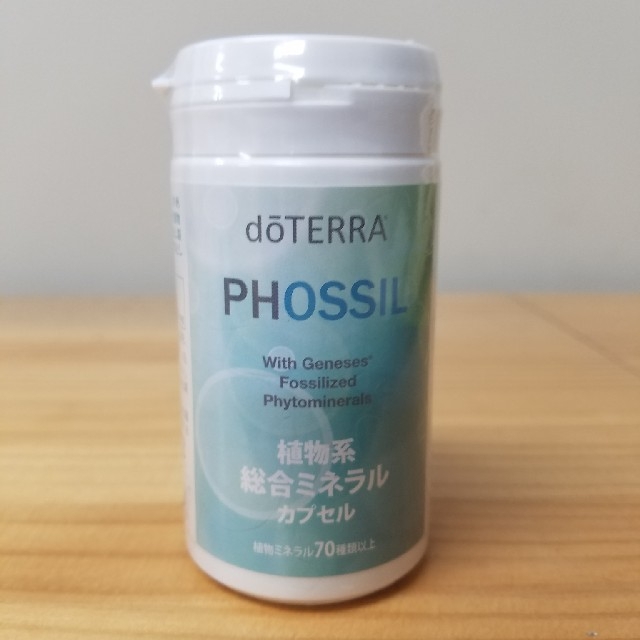 dōTERRA®
PHOSSIL
With Geneses®
Fossilized
Phytominerals
植物系
総合ミネラル
カプセル
植物ミネラル70種類以上